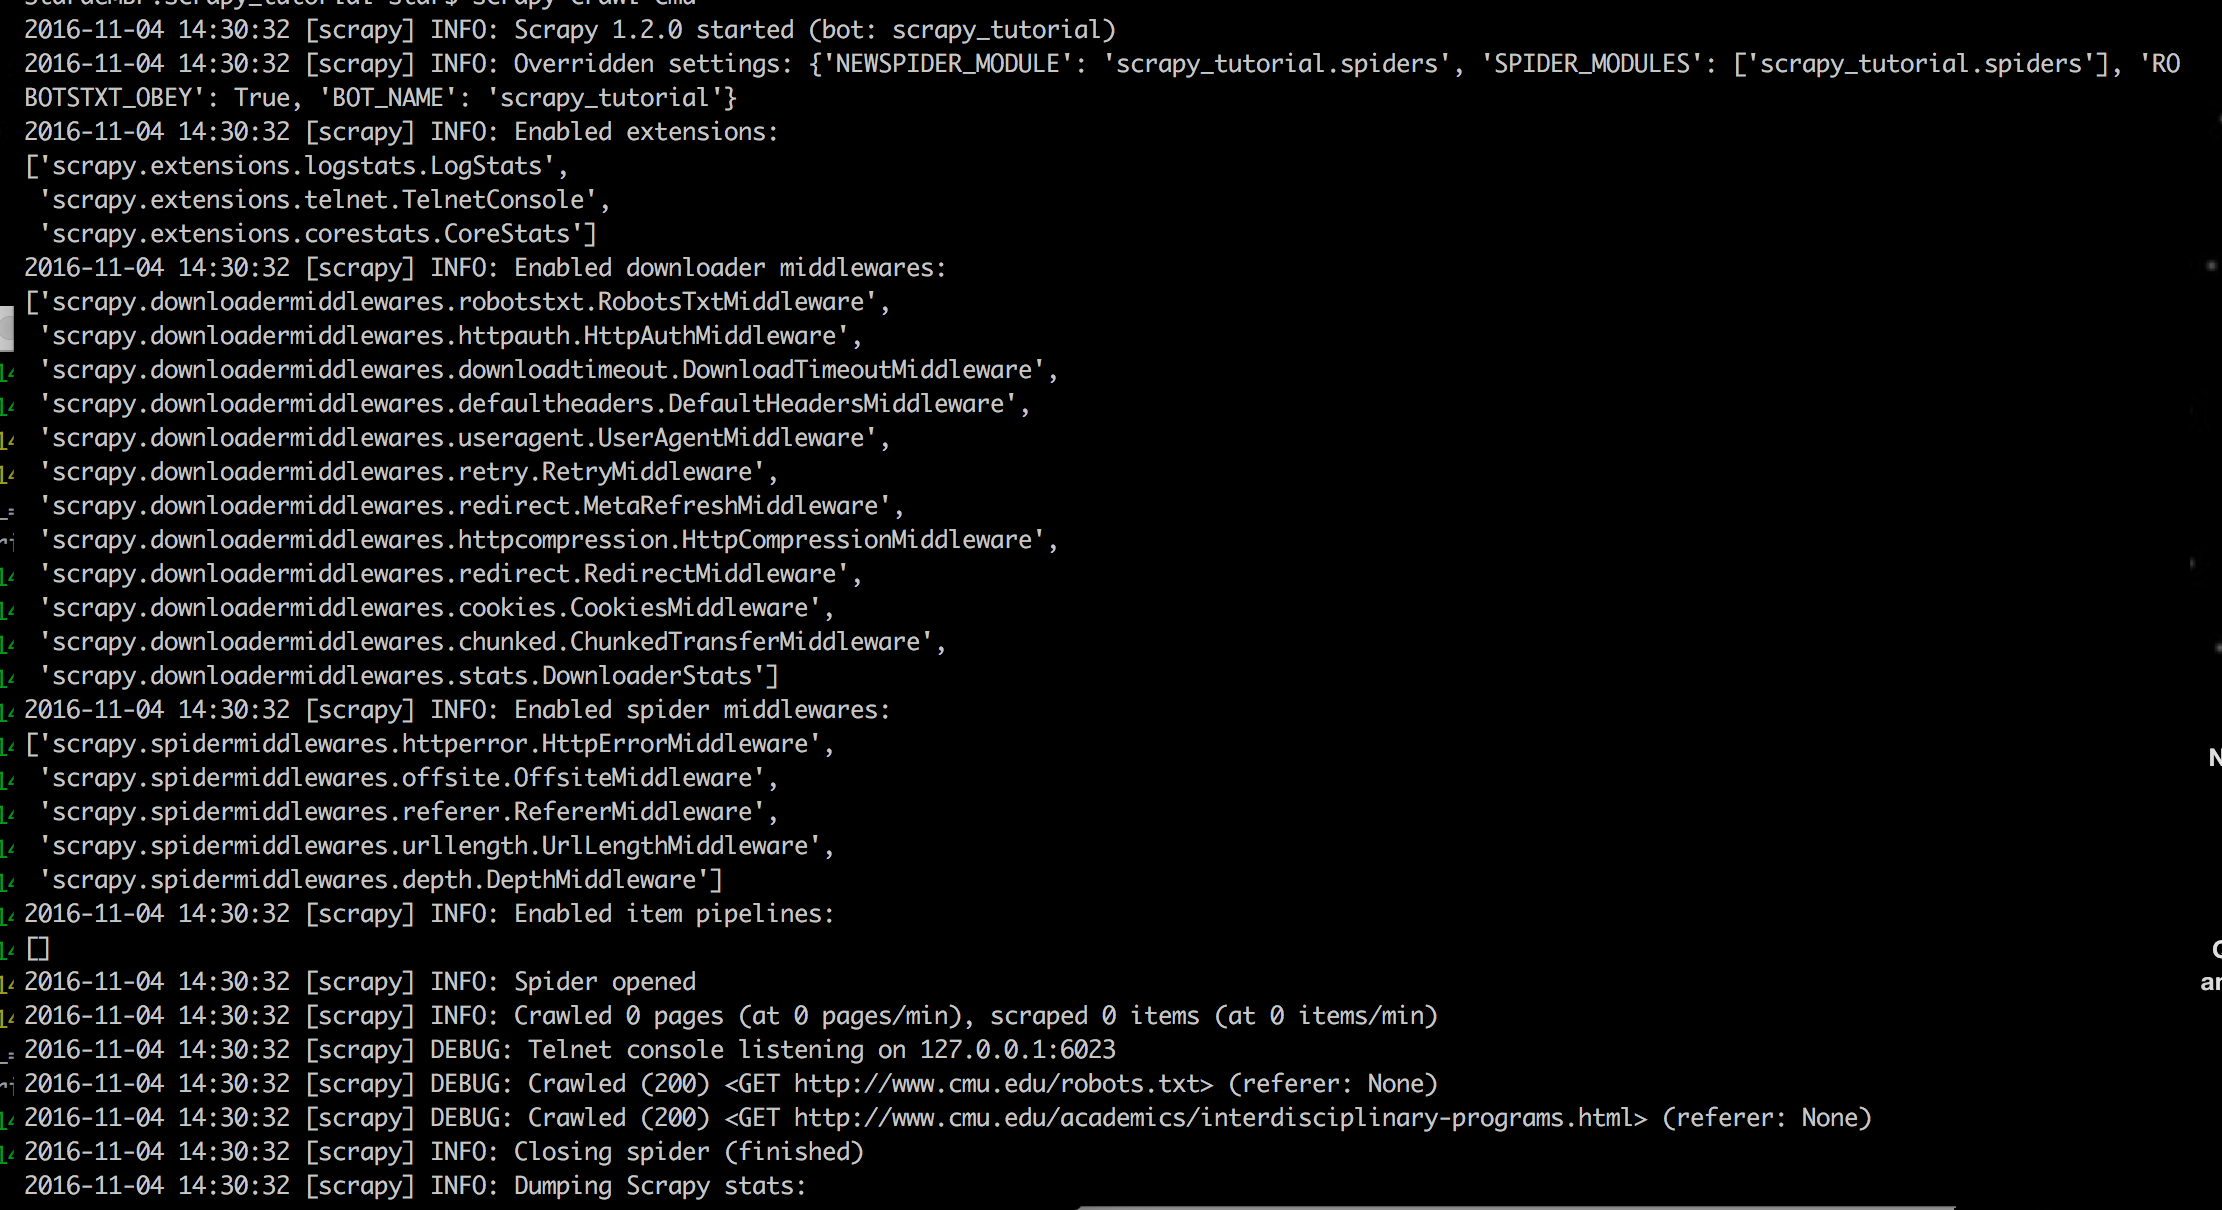 scrapy crawl cmu
2016-11-04 14:30:32 [scrapy] INFO: Scrapy 1.2.0 started (bot: scrapy_tutorial)
2016-11-04 14:30:32 [scrapy] INFO: Overridden settings: {'NEWSPIDER_MODULE': 'scrapy_tutorial.spiders', 'SPIDER_MODULES': ['scrapy_tutorial.spiders'], 'RO
BOTSTXT_OBEY': True, 'BOT_NAME': 'scrapy_tutorial'}
2016-11-04 14:30:32 [scrapy] INFO: Enabled extensions:
['scrapy.extensions.logstats.LogStats',
 'scrapy.extensions.telnet.TelnetConsole',
 'scrapy.extensions.corestats.CoreStats']
2016-11-04 14:30:32 [scrapy] INFO: Enabled downloader middlewares:
['scrapy.downloadermiddlewares.robotstxt.RobotsTxtMiddleware',
 'scrapy.downloadermiddlewares.httpauth.HttpAuthMiddleware',
 'scrapy.downloadermiddlewares.downloadtimeout.DownloadTimeoutMiddleware',
 'scrapy.downloadermiddlewares.defaultheaders.DefaultHeadersMiddleware',
 'scrapy.downloadermiddlewares.useragent.UserAgentMiddleware',
 'scrapy.downloadermiddlewares.retry.RetryMiddleware',
 'scrapy.downloadermiddlewares.redirect.MetaRefreshMiddleware',
 'scrapy.downloadermiddlewares.httpcompression.HttpCompressionMiddleware',
 'scrapy.downloadermiddlewares.redirect.RedirectMiddleware',
 'scrapy.downloadermiddlewares.cookies.CookiesMiddleware',
 'scrapy.downloadermiddlewares.chunked.ChunkedTransferMiddleware',
 'scrapy.downloadermiddlewares.stats.DownloaderStats']
2016-11-04 14:30:32 [scrapy] INFO: Enabled spider middlewares:
['scrapy.spidermiddlewares.httperror.HttpErrorMiddleware',
 'scrapy.spidermiddlewares.offsite.OffsiteMiddleware',
 'scrapy.spidermiddlewares.referer.RefererMiddleware',
 'scrapy.spidermiddlewares.urllength.UrlLengthMiddleware',
 'scrapy.spidermiddlewares.depth.DepthMiddleware']
2016-11-04 14:30:32 [scrapy] INFO: Enabled item pipelines:
[]
2016-11-04 14:30:32 [scrapy] INFO: Spider opened
2016-11-04 14:30:32 [scrapy] INFO: Crawled 0 pages (at 0 pages/min), scraped 0 items (at 0 items/min)
2016-11-04 14:30:32 [scrapy] DEBUG: Telnet console listening on 127.0.0.1:6023
2016-11-04 14:30:32 [scrapy] DEBUG: Crawled (200) <GET http://www.cmu.edu/robots.txt> (referer: None)
2016-11-04 14:30:32 [scrapy] DEBUG: Crawled (200) <GET http://www.cmu.edu/academics/interdisciplinary-programs.html> (referer: None)
2016-11-04 14:30:32 [scrapy] INFO: Closing spider (finished)
2016-11-04 14:30:32 [scrapy] INFO: Dumping Scrapy stats: